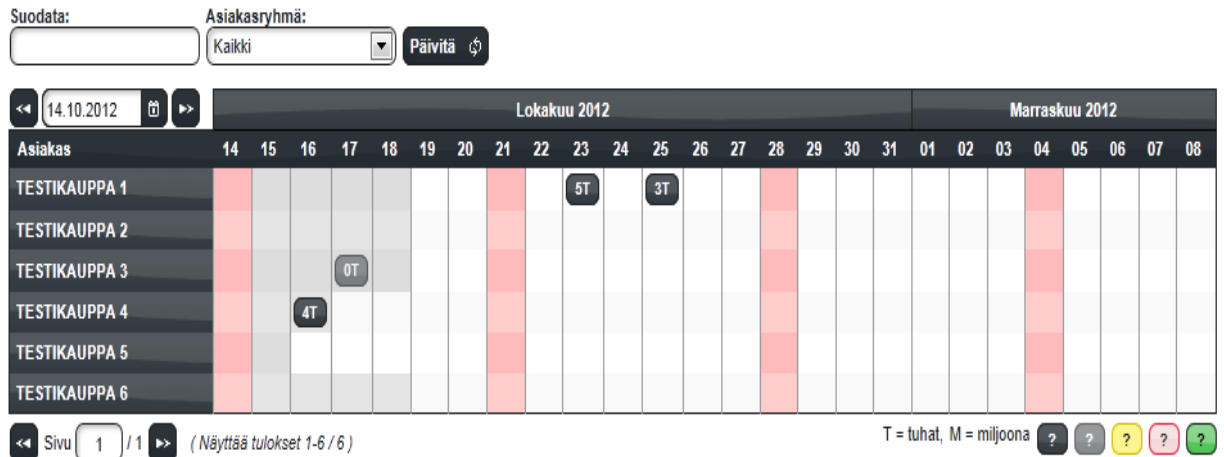 Suodata: Asiakasryhmä:
Kaikki Päivitä
14.10.2012 Lokakuu 2012 Marraskuu 2012
Asiakas 14 15 16 17 18 19 20 21 22 23 24 25 26 27 28 29 30 31 01 02 03 04 05 06 07 08
TESTIKAUPPA 1 5T 3T
TESTIKAUPPA 2
TESTIKAUPPA 3 0T
TESTIKAUPPA 4 4T
TESTIKAUPPA 5
TESTIKAUPPA 6
Sivu 1 / 1 ( Näyttää tulokset 1-6 / 6 ) T = tuhat, M = miljoona ? ? ? ? ?